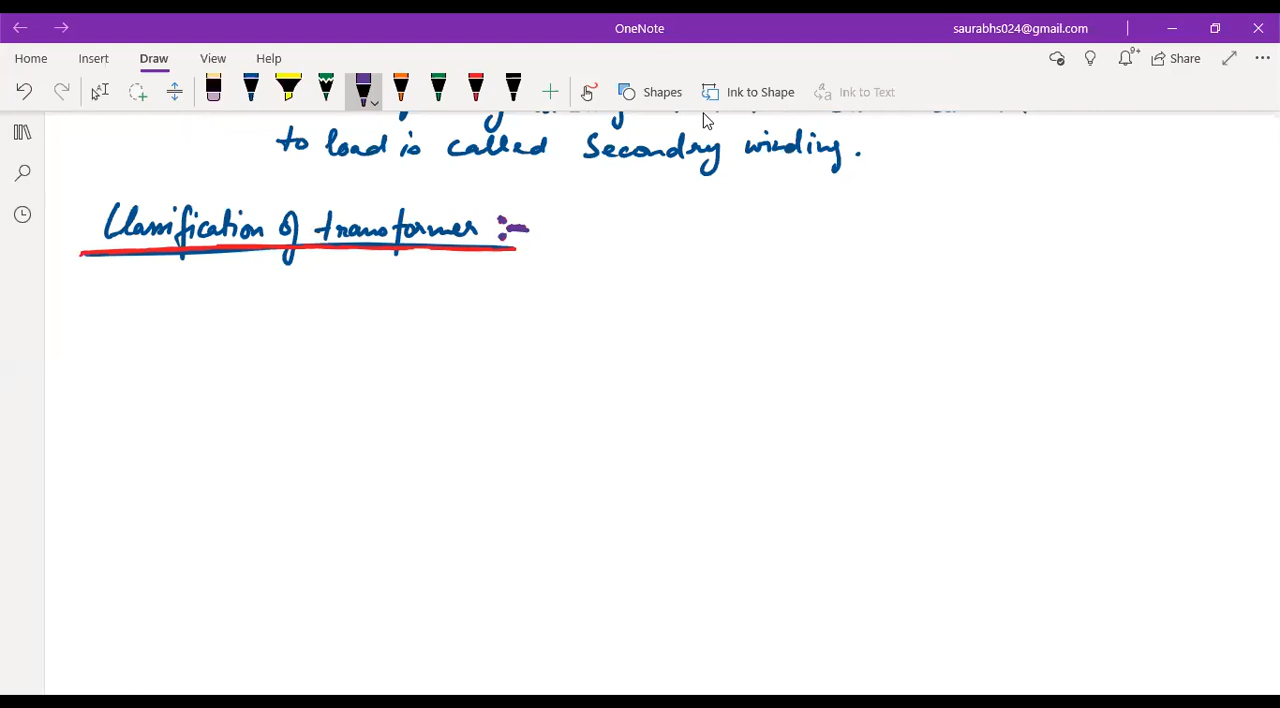 OneNote
saurabhs024@gmail.com
Home Insert Draw View Help
Share
Shapes Ink to Shape Ink to Text
to load is called Secondry winding.
Classification of transformer :-